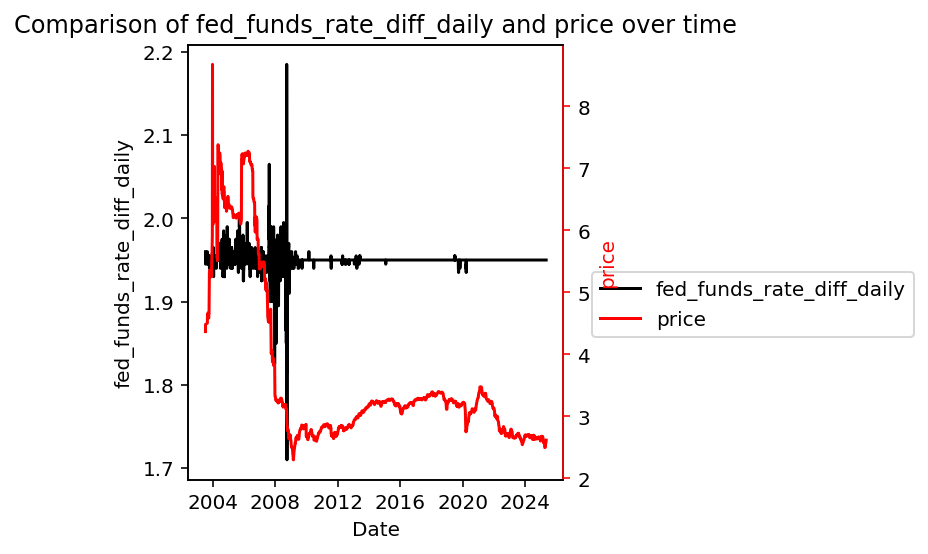 Comparison of fed_funds_rate_diff_daily and price over time
2.2
2.1
2.0
1.9
1.8
1.7
fed_funds_rate_diff_daily
8
7
6
5
4
3
2
price
fed_funds_rate_diff_daily
price
2004 2008 2012 2016 2020 2024
Date